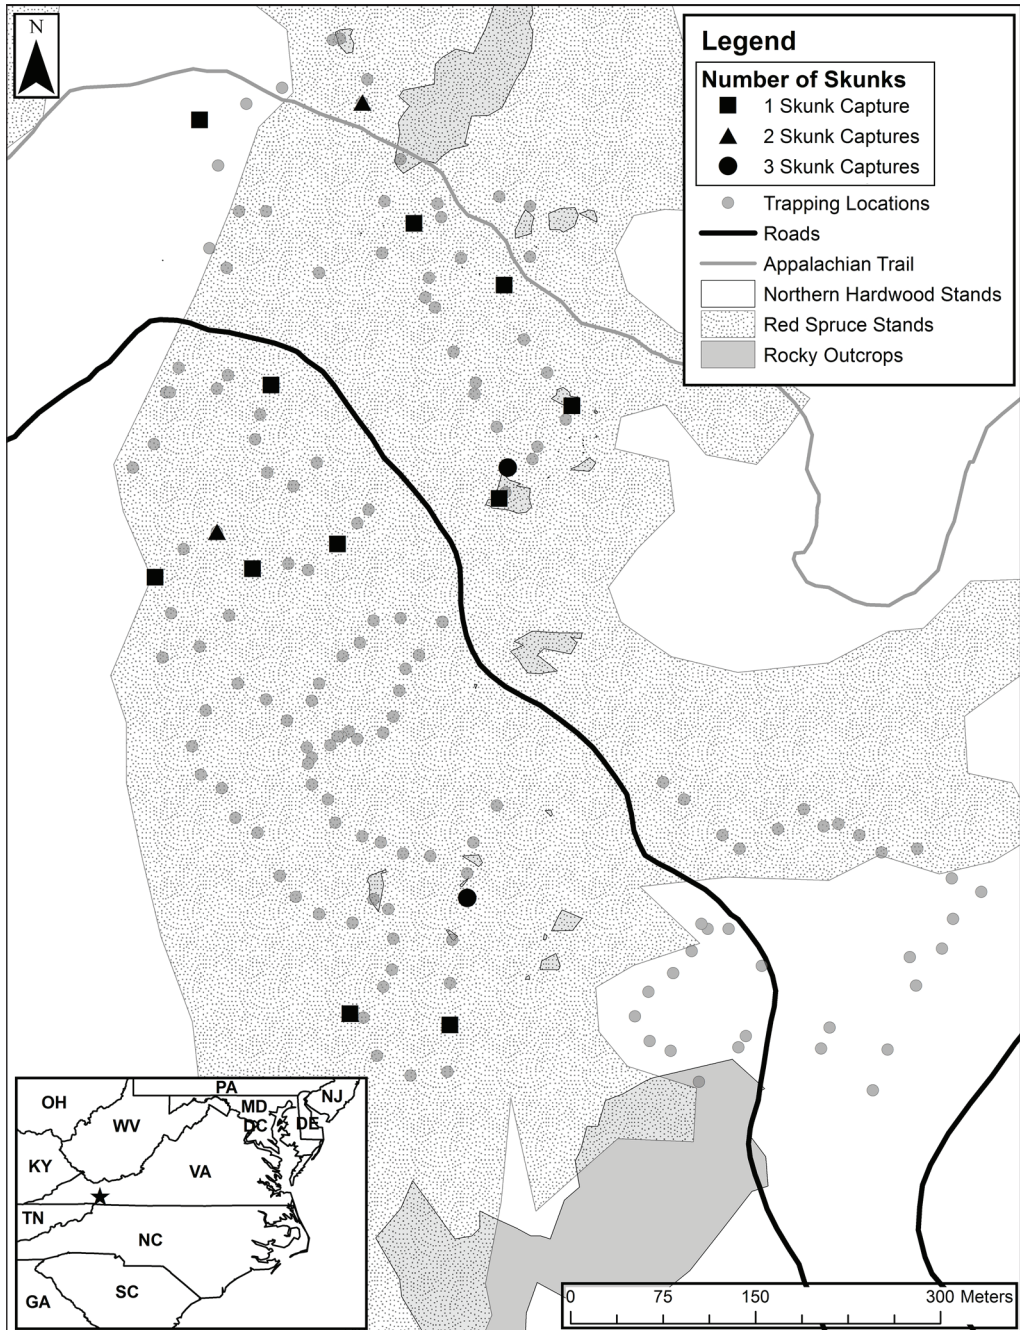 N
Legend
Number of Skunks
1 Skunk Capture
2 Skunk Captures
3 Skunk Captures
Trapping Locations
Roads
Appalachian Trail
Northern Hardwood Stands
Red Spruce Stands
Rocky Outcrops
PA
OH
NJ
MD
WV
DC
DE
KY
VA
TN
NC
SC
GA
0 75 150 300 Meters